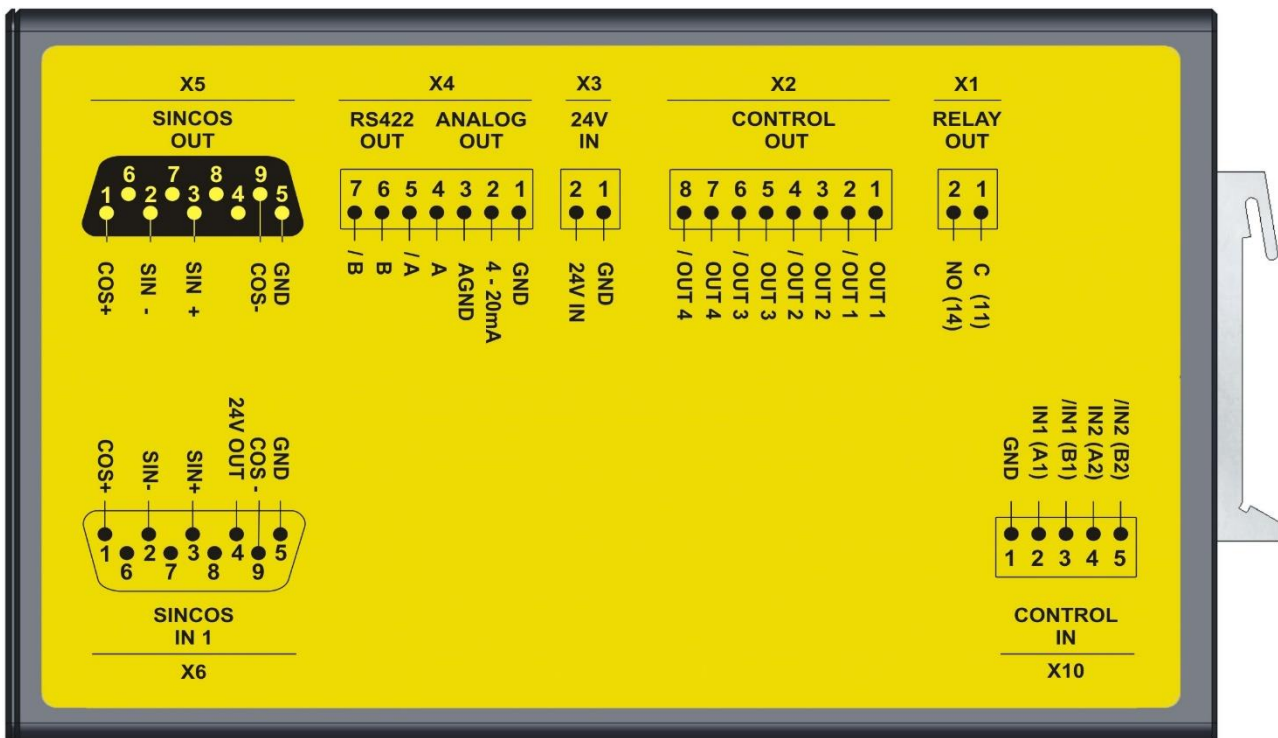 X5 X4 X3 X2 X1
SINCOS RS422 ANALOG 24V CONTROL RELAY
OUT OUT OUT IN OUT OUT
6 7 8 9
1 2 3 4 5
7 6 5 4 3 2 1
2 1
8 7 6 5 4 3 2 1
2 1
COS+
SIN -
SIN +
COS-
GND
/ B
B
/ A
A
AGND
4 - 20mA
GND
24V IN
GND
/ OUT 4
OUT 4
/ OUT 3
OUT 3
/ OUT 2
OUT 2
/ OUT 1
OUT 1
NO (14)
C (11)
COS+
SIN-
SIN+
24V OUT
COS -
GND
GND
IN1 (A1)
/IN1 (B1)
IN2 (A2)
/IN2 (B2)
1 2 3 4 5
6 7 8 9
1 2 3 4 5
SINCOS CONTROL
IN 1 IN
X6 X10